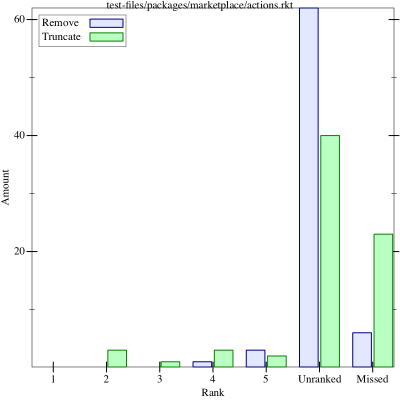 test-files/packages/marketplace/actions.rkt
Remove
Truncate
60
40
20
Amount
1 2 3 4 5 Unranked Missed
Rank